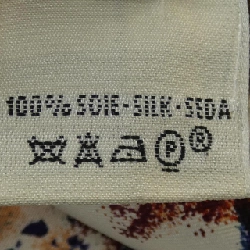 100% SOIE - SILK - SEDA
P ®